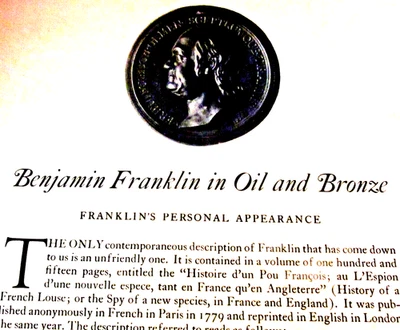 Benjamin Franklin in Oil and Bronze
FRANKLIN'S PERSONAL APPEARANCE
THE ONLY contemporaneous description of Franklin that has come down
to us is an unfriendly one. It is contained in a volume of one hundred and
fifteen pages, entitled the “Histoire d'un Pou François; au L'Espion
d'une nouvelle espece, tant en France qu'en Angleterre” (History of a
French Louse; or the Spy of a new species, in France and England). It was pub-
lished anonymously in French in Paris in 1779 and reprinted in English in London
the same year. The description referred to reads as follows